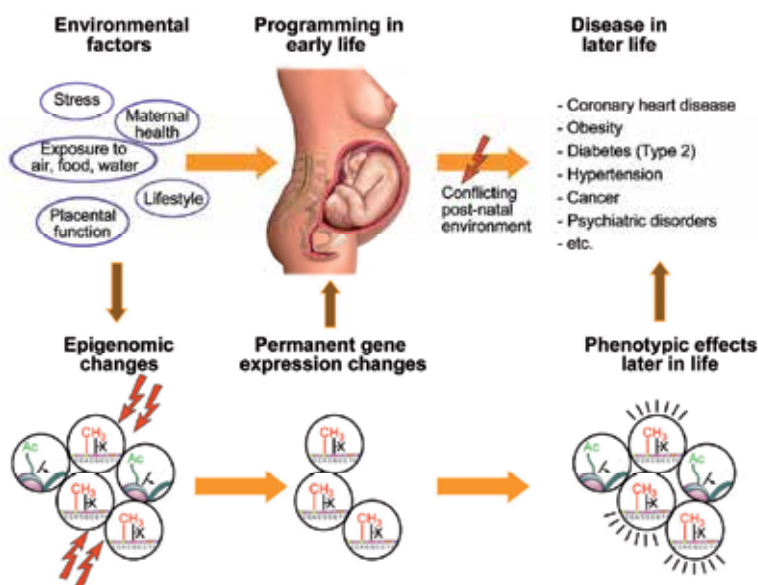 Environmental
factors
Programming in
early life
Disease in
later life
Stress
Maternal
health
Exposure to
air, food, water
Lifestyle
Placental
function
Conflicting
post-natal
environment
- Coronary heart disease
- Obesity
- Diabetes (Type 2)
- Hypertension
- Cancer
- Psychiatric disorders
- etc.
Epigenomic
changes
Permanent gene
expression changes
Phenotypic effects
later in life
CH3
X
Ac
Ac
CH3
X
CH3
X
CH3
X
CH3
X
CH3
X
CH3
X
Ac
Ac
CH3
X
CH3
X